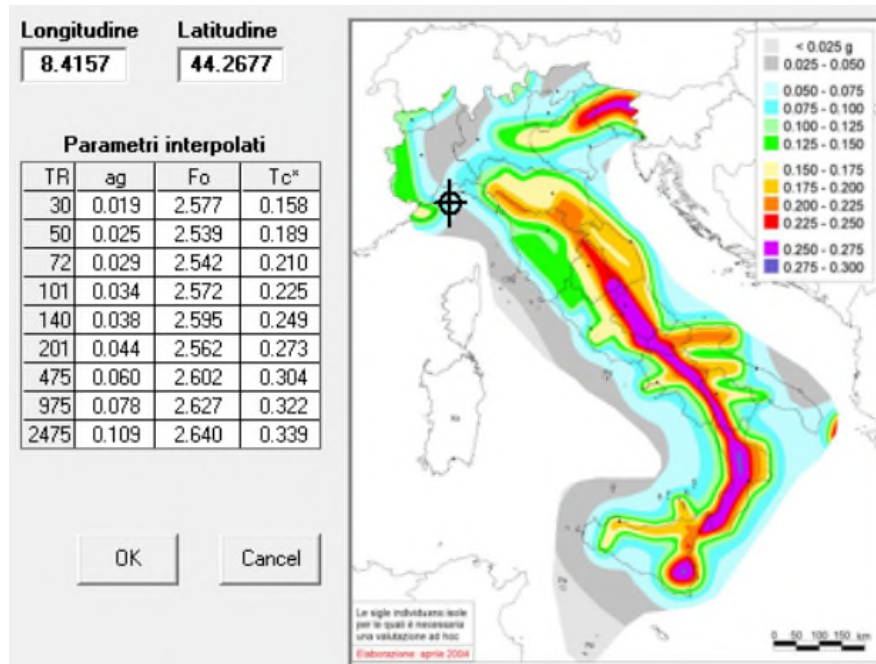 Longitudine Latitudine
8.4157 44.2677
Parametri interpolati
TR ag Fo Tc*
30 0.019 2.577 0.158
50 0.025 2.539 0.189
72 0.029 2.542 0.210
101 0.034 2.572 0.225
140 0.038 2.595 0.249
201 0.044 2.562 0.273
475 0.060 2.602 0.304
975 0.078 2.627 0.322
2475 0.109 2.640 0.339
OK Cancel
< 0.025 g
0.025 - 0.050
0.050 - 0.075
0.075 - 0.100
0.100 - 0.125
0.125 - 0.150
0.150 - 0.175
0.175 - 0.200
0.200 - 0.225
0.225 - 0.250
0.250 - 0.275
0.275 - 0.300
Le sigle individuano isole
per le quali è necessaria
una valutazione ad hoc
Elaborazione: aprile 2004
0 50 100 150 km